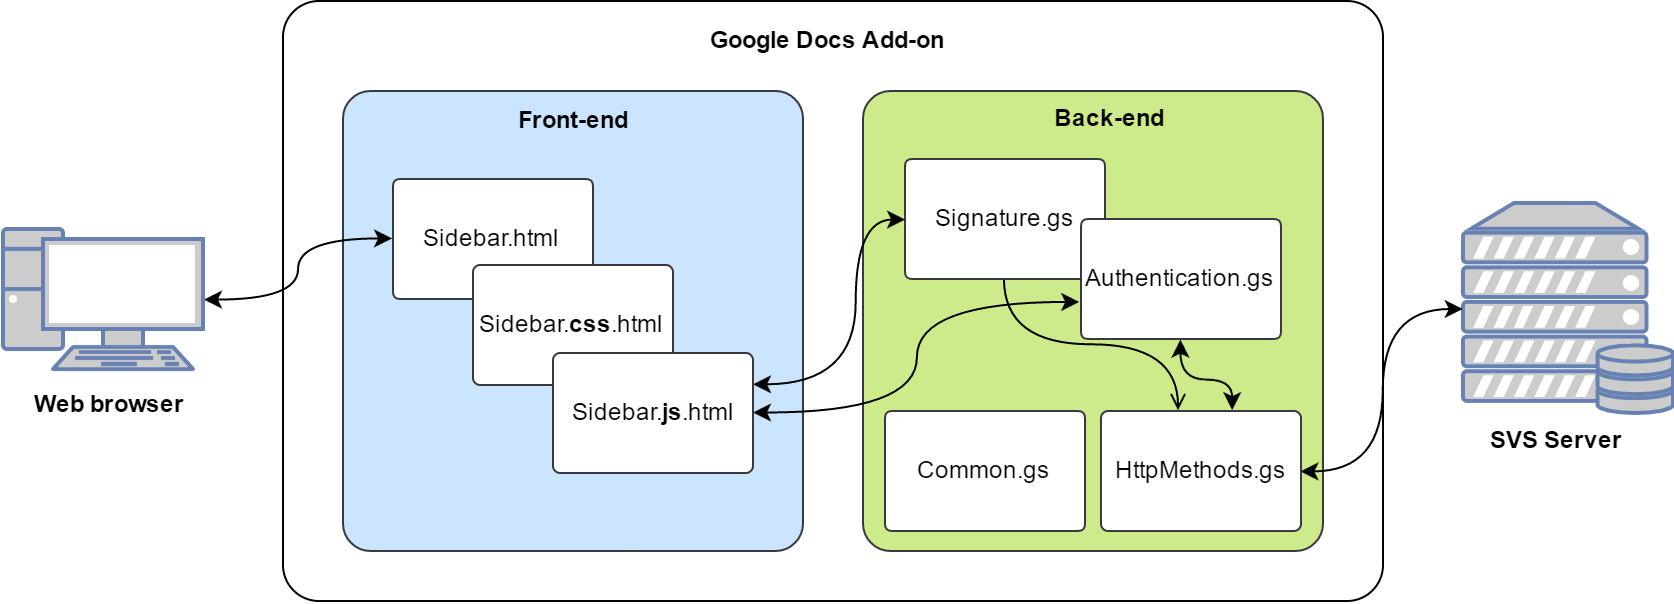 Google Docs Add-on
Front-end
Back-end
Sidebar.html
Sidebar.css.html
Sidebar.js.html
Signature.gs
Authentication.gs
Common.gs
HttpMethods.gs
Web browser
SVS Server